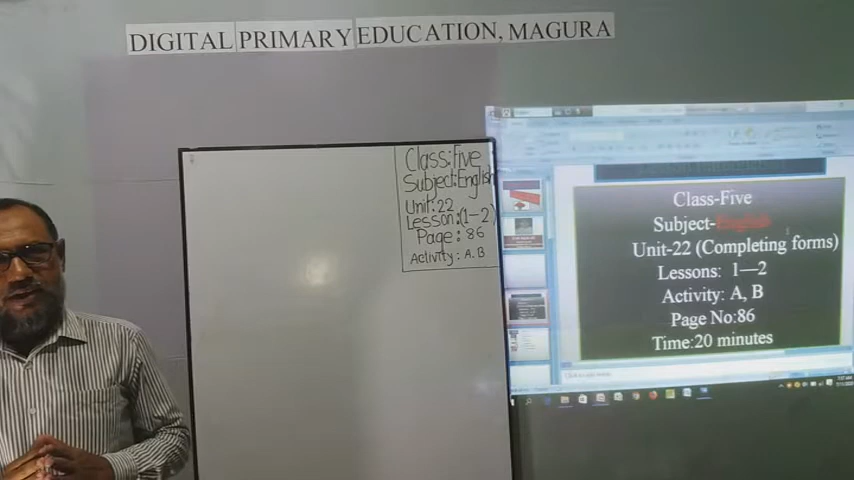 DIGITAL PRIMARY EDUCATION, MAGURA
Class:Five
Subject:English
Unit:22
Lesson:(1-2)
Page:86
Activity: A.B
Class-Five
Subject-English
Unit-22 (Completing forms)
Lessons: 1—2
Activity: A, B
Page No:86
Time:20 minutes